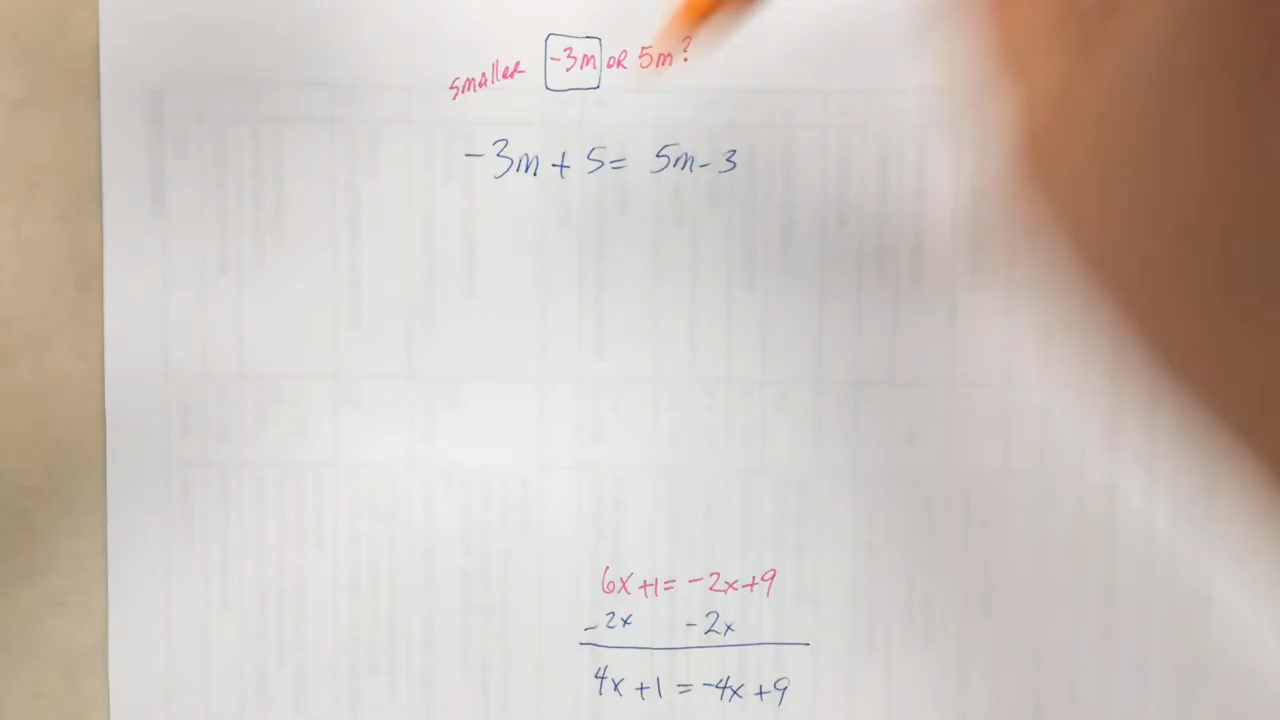 smaller -3m OR 5m?
-3m + 5 = 5m - 3
6x + 1 = -2x + 9
-2x -2x
4x + 1 = -4x + 9